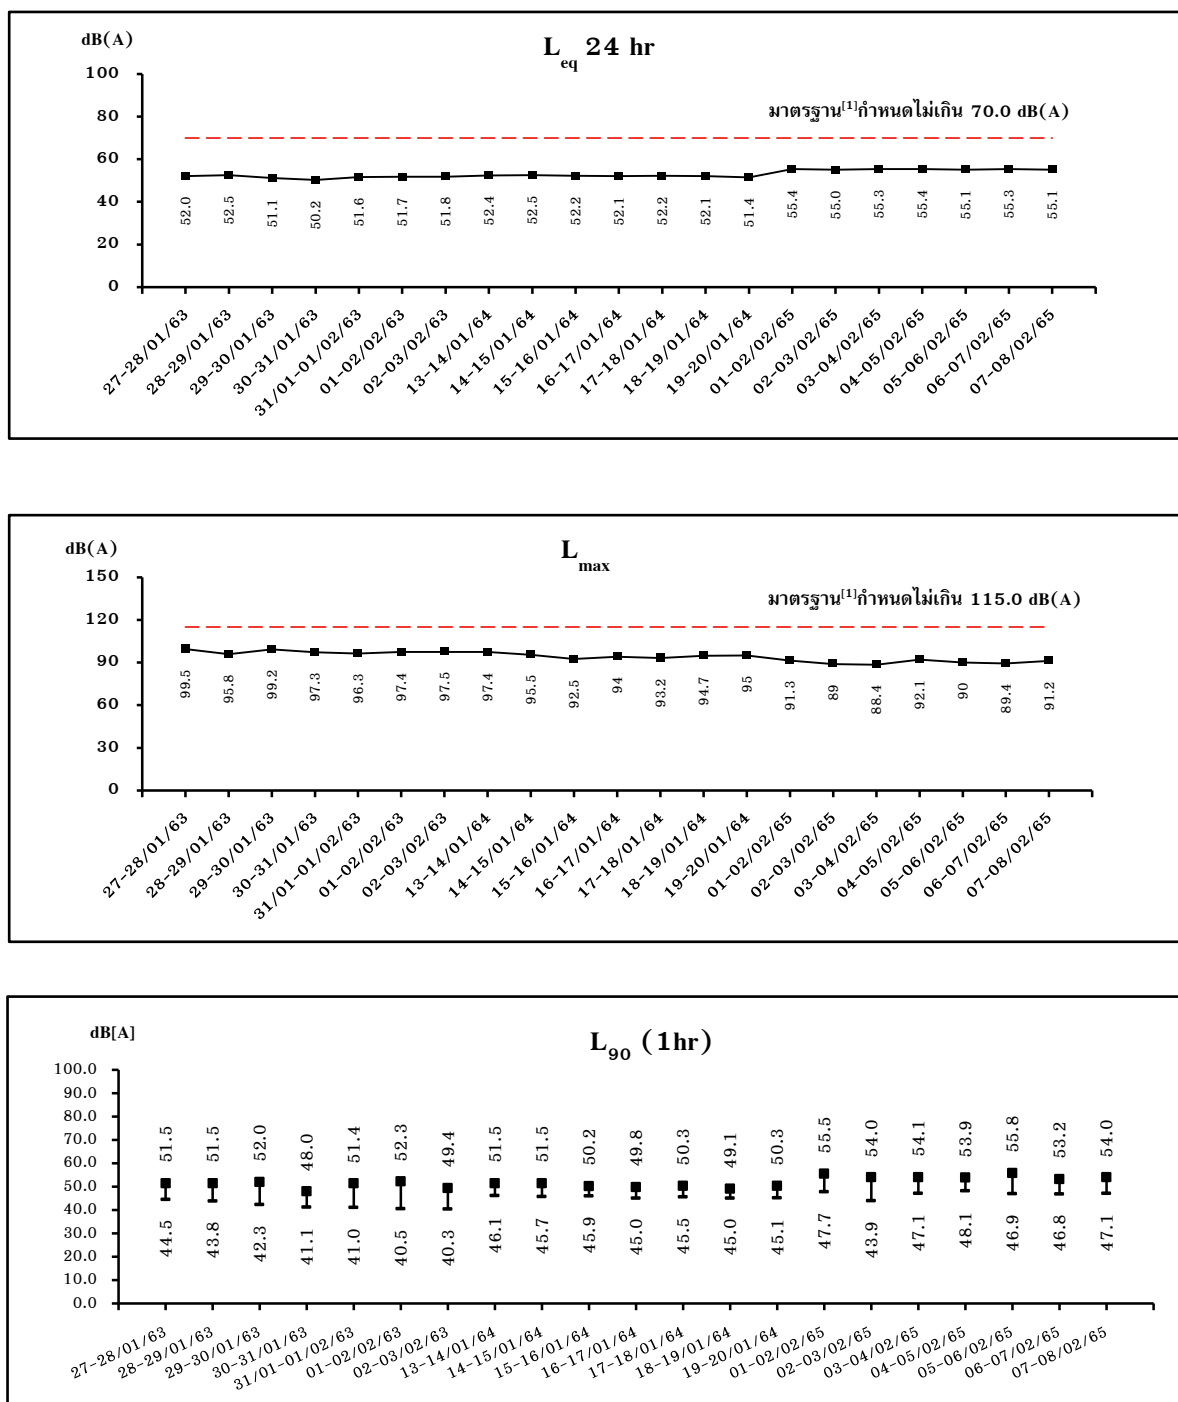 dB(A)
L_eq 24 hr
100
มาตรฐาน[1]กำหนดไม่เกิน 70.0 dB(A)
80
60
40
20
0
52.0 52.5 51.1 50.2 51.6 51.7 51.8 52.4 52.5 52.2 52.1 52.2 52.1 51.4 55.4 55.0 55.3 55.4 55.1 55.3 55.1
27-28/01/63 28-29/01/63 29-30/01/63 30-31/01/63 31/01-01/02/63 01-02/02/63 02-03/02/63 13-14/01/64 14-15/01/64 15-16/01/64 16-17/01/64 17-18/01/64 18-19/01/64 19-20/01/64 01-02/02/65 02-03/02/65 03-04/02/65 04-05/02/65 05-06/02/65 06-07/02/65 07-08/02/65
dB(A)
L_max
150
มาตรฐาน[1]กำหนดไม่เกิน 115.0 dB(A)
120
90
60
30
0
99.5 95.8 99.2 97.3 96.3 97.4 97.5 97.4 95.5 92.5 94 93.2 94.7 95 91.3 89 88.4 92.1 90 89.4 91.2
27-28/01/63 28-29/01/63 29-30/01/63 30-31/01/63 31/01-01/02/63 01-02/02/63 02-03/02/63 13-14/01/64 14-15/01/64 15-16/01/64 16-17/01/64 17-18/01/64 18-19/01/64 19-20/01/64 01-02/02/65 02-03/02/65 03-04/02/65 04-05/02/65 05-06/02/65 06-07/02/65 07-08/02/65
dB[A]
L_90 (1hr)
100.0
90.0
80.0
70.0
60.0
50.0
40.0
30.0
20.0
10.0
0.0
51.5 51.5 52.0 48.0 51.4 52.3 49.4 51.5 51.5 50.2 49.8 50.3 49.1 50.3 55.5 54.0 54.1 53.9 55.8 53.2 54.0
44.5 43.8 42.3 41.1 41.0 40.5 40.3 46.1 45.7 45.9 45.0 45.5 45.0 45.1 47.7 43.9 47.1 48.1 46.9 46.8 47.1
27-28/01/63 28-29/01/63 29-30/01/63 30-31/01/63 31/01-01/02/63 01-02/02/63 02-03/02/63 13-14/01/64 14-15/01/64 15-16/01/64 16-17/01/64 17-18/01/64 18-19/01/64 19-20/01/64 01-02/02/65 02-03/02/65 03-04/02/65 04-05/02/65 05-06/02/65 06-07/02/65 07-08/02/65